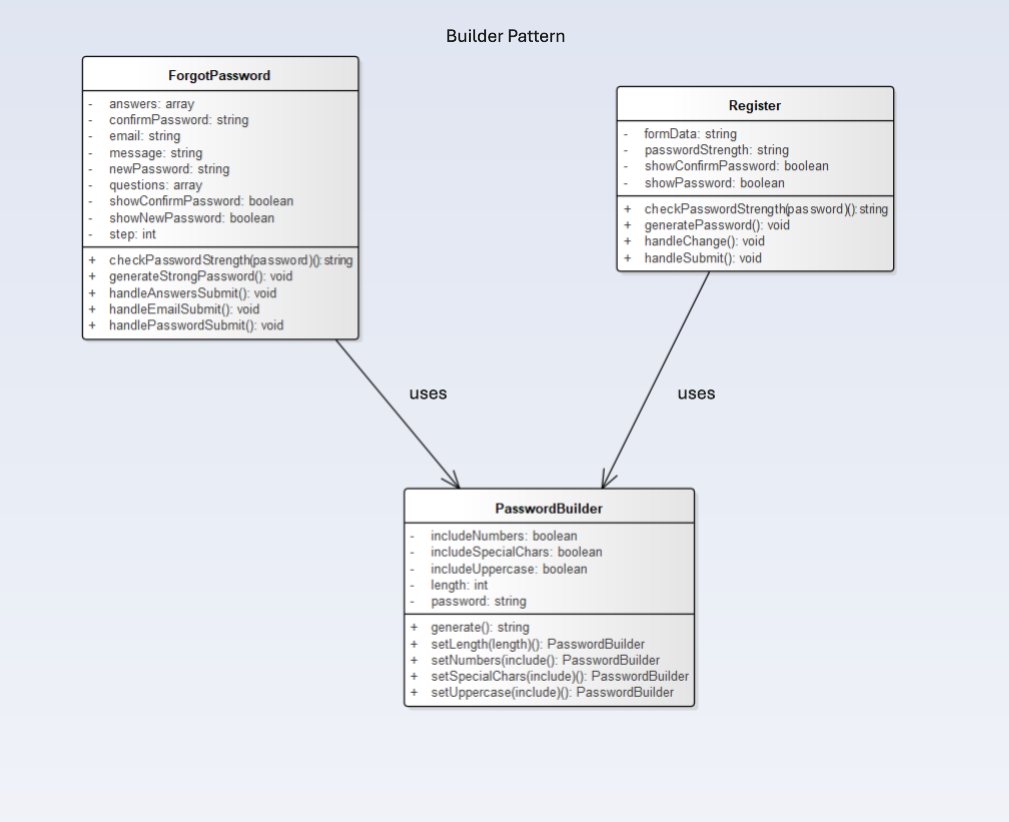 Builder Pattern
ForgotPassword
- answers: array
- confirmPassword: string
- email: string
- message: string
- newPassword: string
- questions: array
- showConfirmPassword: boolean
- showNewPassword: boolean
- step: int
+ checkPasswordStrength(password)(): string
+ generateStrongPassword(): void
+ handleAnswersSubmit(): void
+ handleEmailSubmit(): void
+ handlePasswordSubmit(): void
Register
- formData: string
- passwordStrength: string
- showConfirmPassword: boolean
- showPassword: boolean
+ checkPasswordStrength(password)(): string
+ generatePassword(): void
+ handleChange(): void
+ handleSubmit(): void
uses
uses
PasswordBuilder
- includeNumbers: boolean
- includeSpecialChars: boolean
- includeUppercase: boolean
- length: int
- password: string
+ generate(): string
+ setLength(length)(): PasswordBuilder
+ setNumbers(include(): PasswordBuilder
+ setSpecialChars(include)(): PasswordBuilder
+ setUppercase(include)(): PasswordBuilder